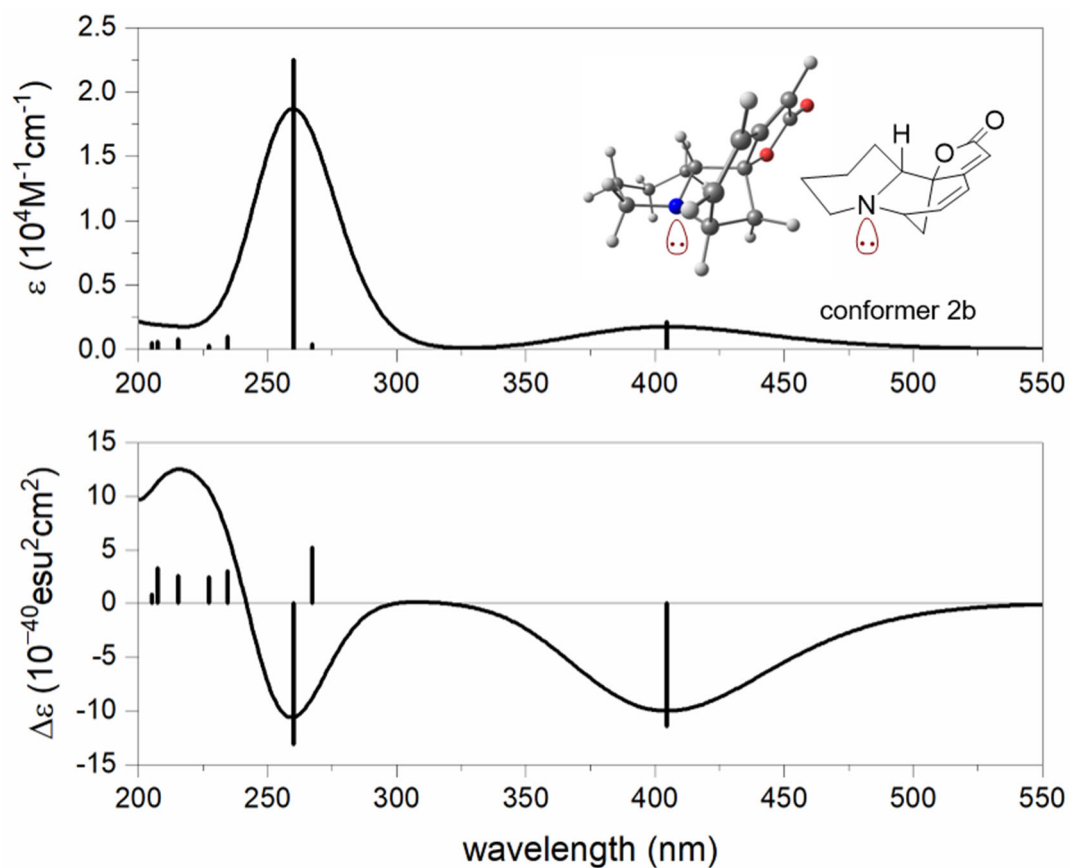 2.5
2.0
1.5
1.0
0.5
0.0
ε (10⁴M⁻¹cm⁻¹)
H
O
O
N
conformer 2b
200 250 300 350 400 450 500 550
15
10
5
0
-5
-10
-15
Δε (10⁻⁴⁰esu²cm²)
200 250 300 350 400 450 500 550
wavelength (nm)